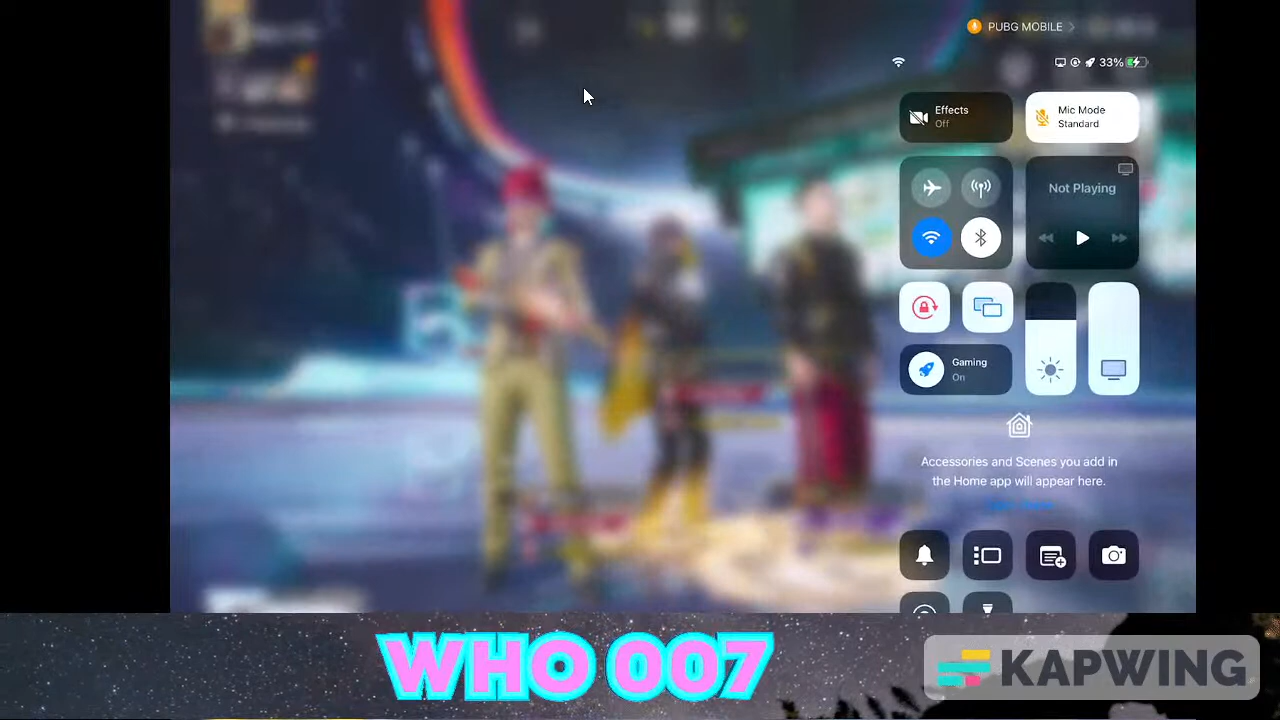 PUBG MOBILE
33%
Effects
Off
Mic Mode
Standard
Not Playing
Gaming
On
Accessories and Scenes you add in
the Home app will appear here.
WHO 007
KAPWING